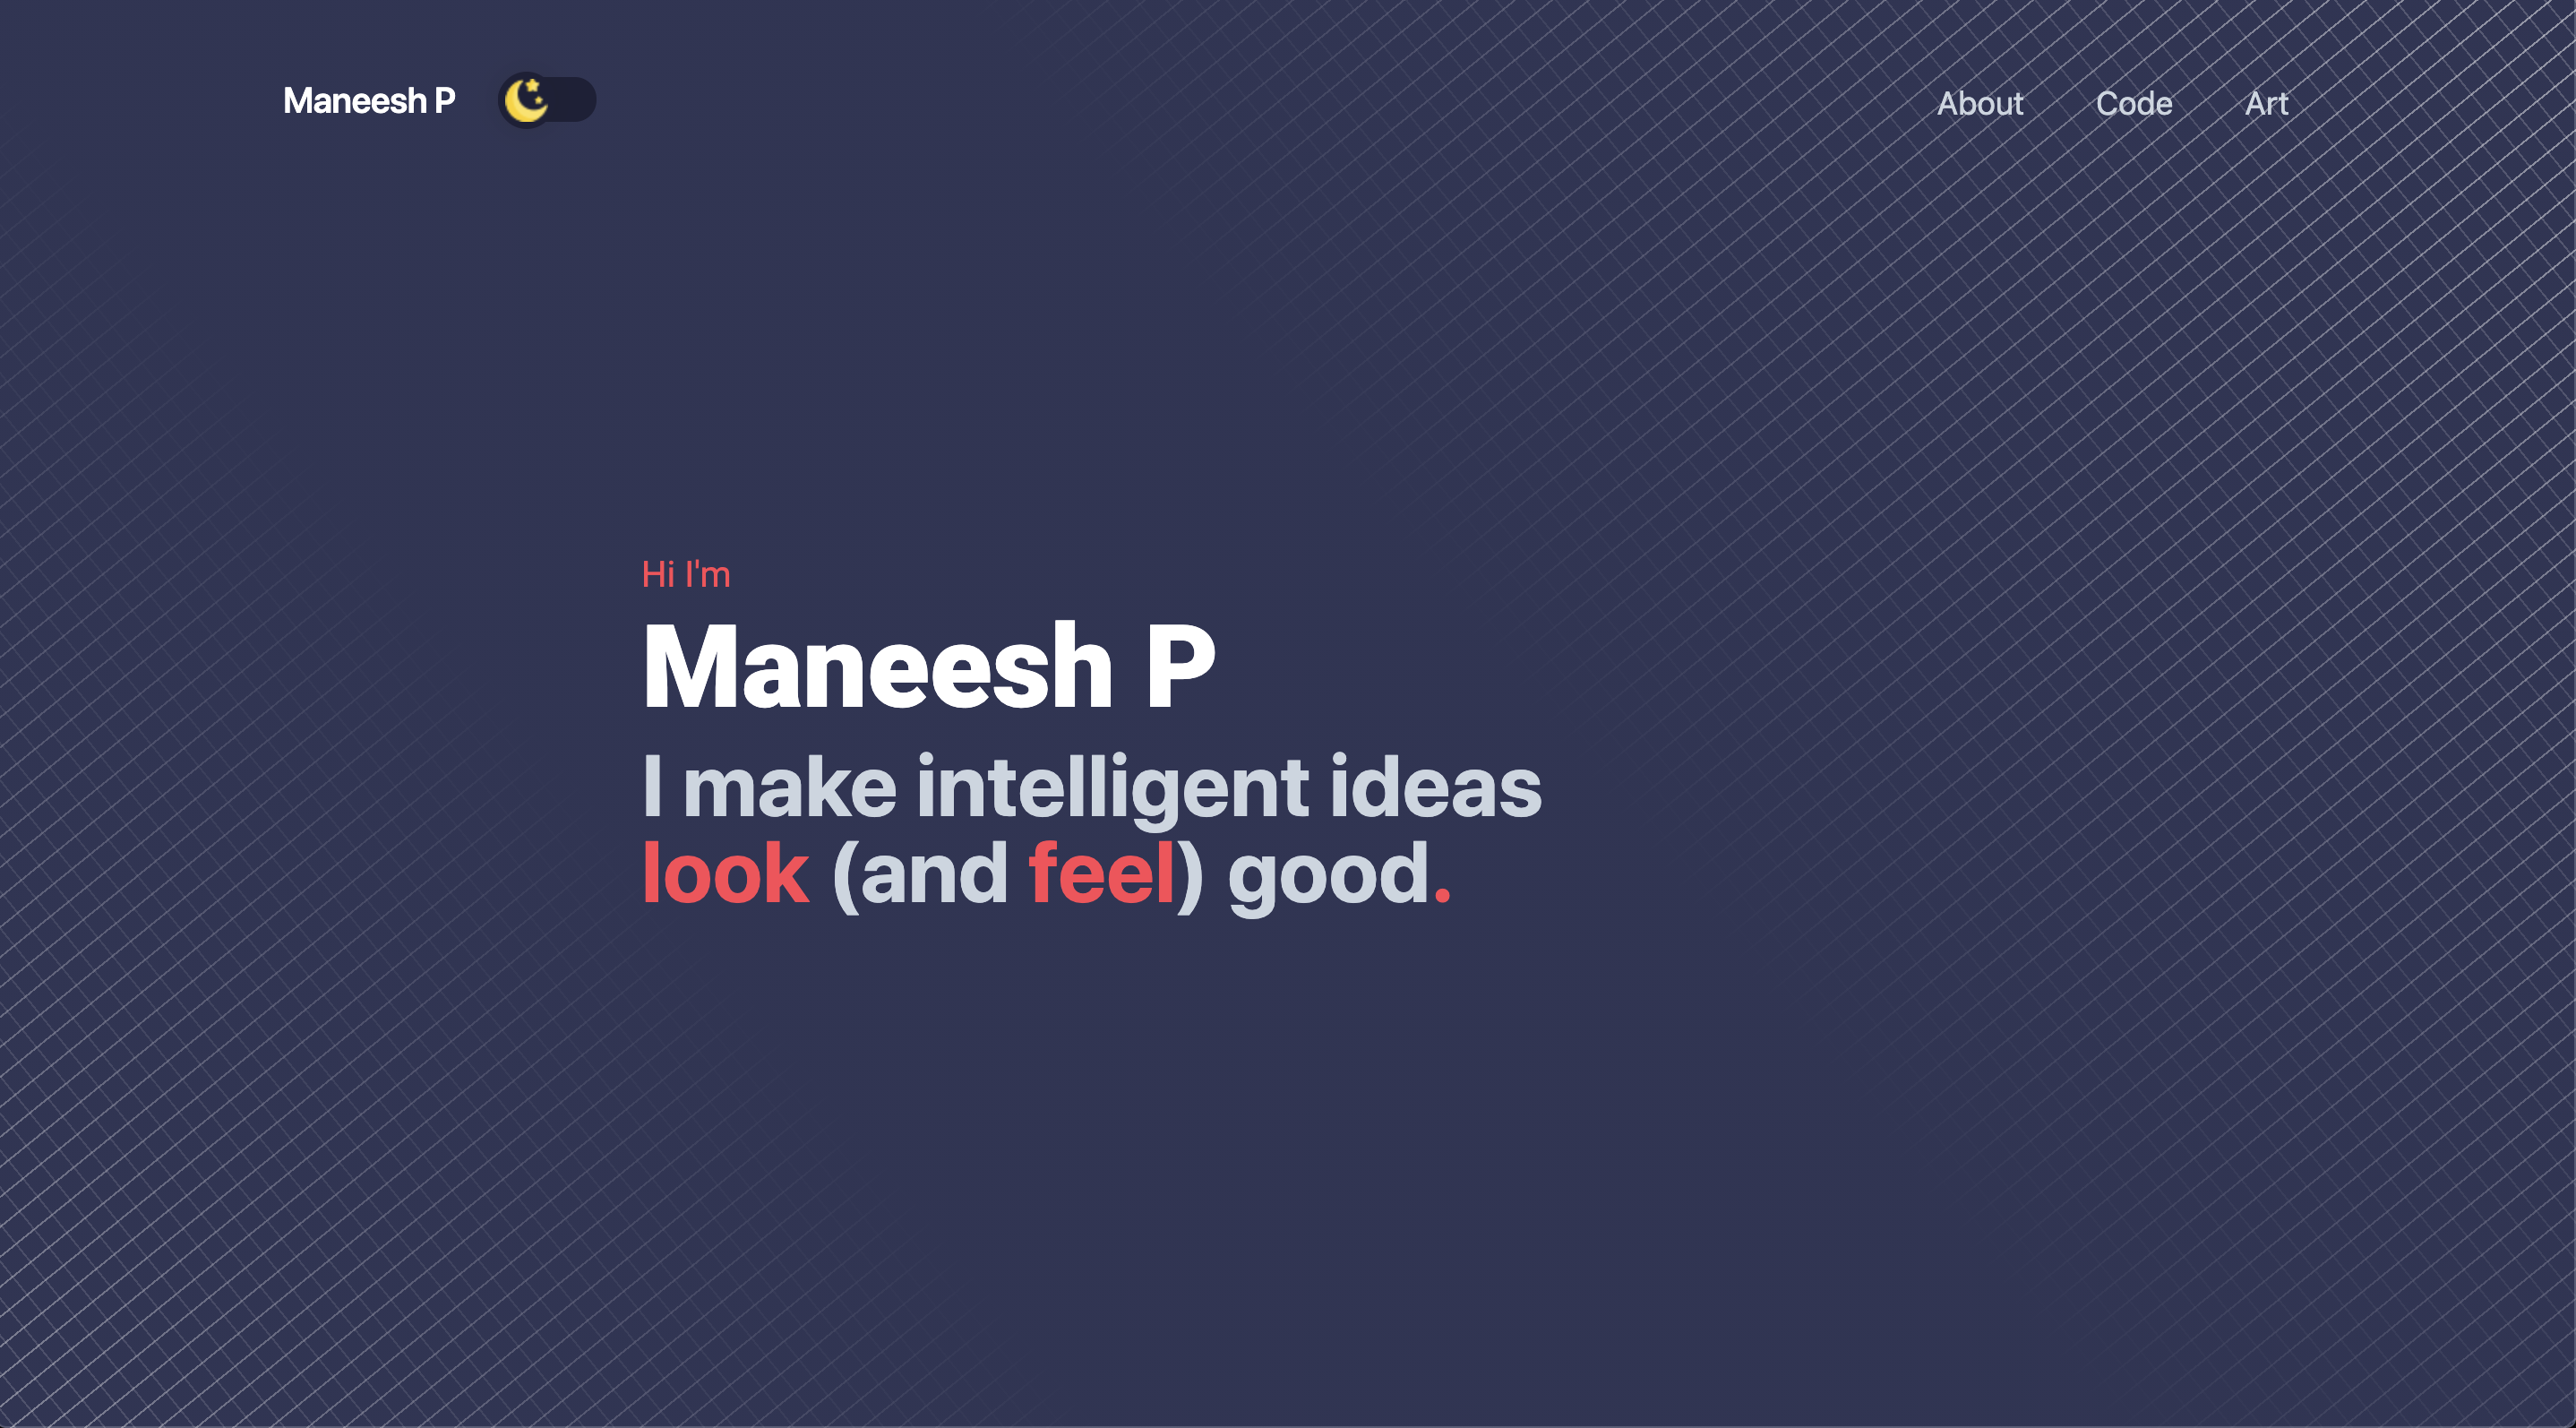 Maneesh P
About Code Art
Hi I'm
Maneesh P
I make intelligent ideas
look (and feel) good.